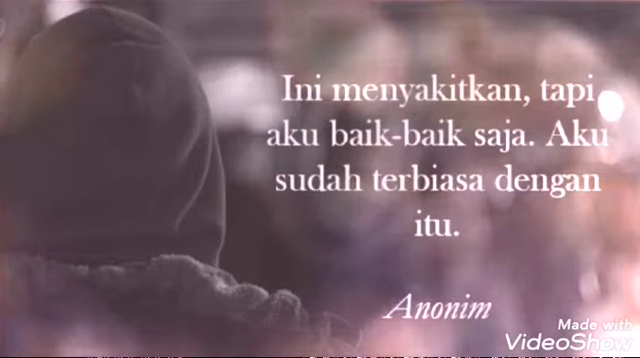 Ini menyakitkan, tapi
aku baik-baik saja. Aku
sudah terbiasa dengan
itu.
Anonim
Made with
VideoShow